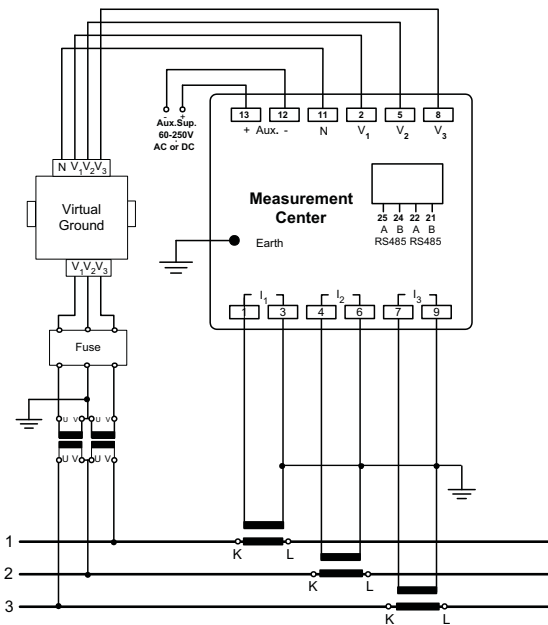 - +
Aux.Sup.
60-250V
AC or DC
13 12 11 2 5 8
+ Aux. - N V1 V2 V3
N V1 V2 V3
Virtual
Ground
V1 V2 V3
Measurement
Center
25 24 22 21
A B A B
RS485 RS485
Earth
I1 I2 I3
1 3 4 6 7 9
Fuse
U V U V
U V U V
1
K L
2
K L
3
K L